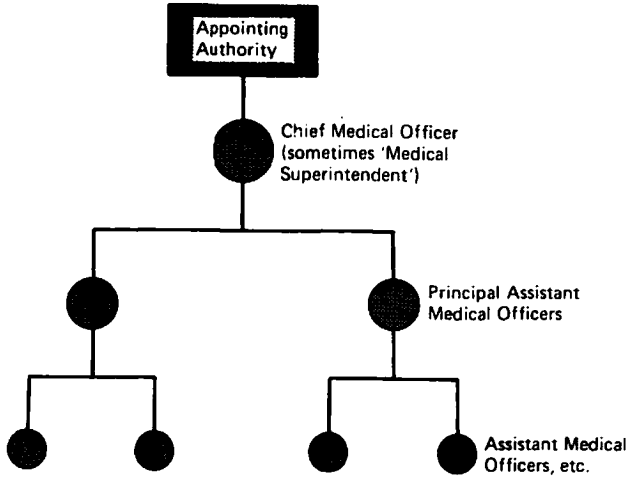 Appointing
Authority
Chief Medical Officer
(sometimes 'Medical
Superintendent')
Principal Assistant
Medical Officers
Assistant Medical
Officers, etc.